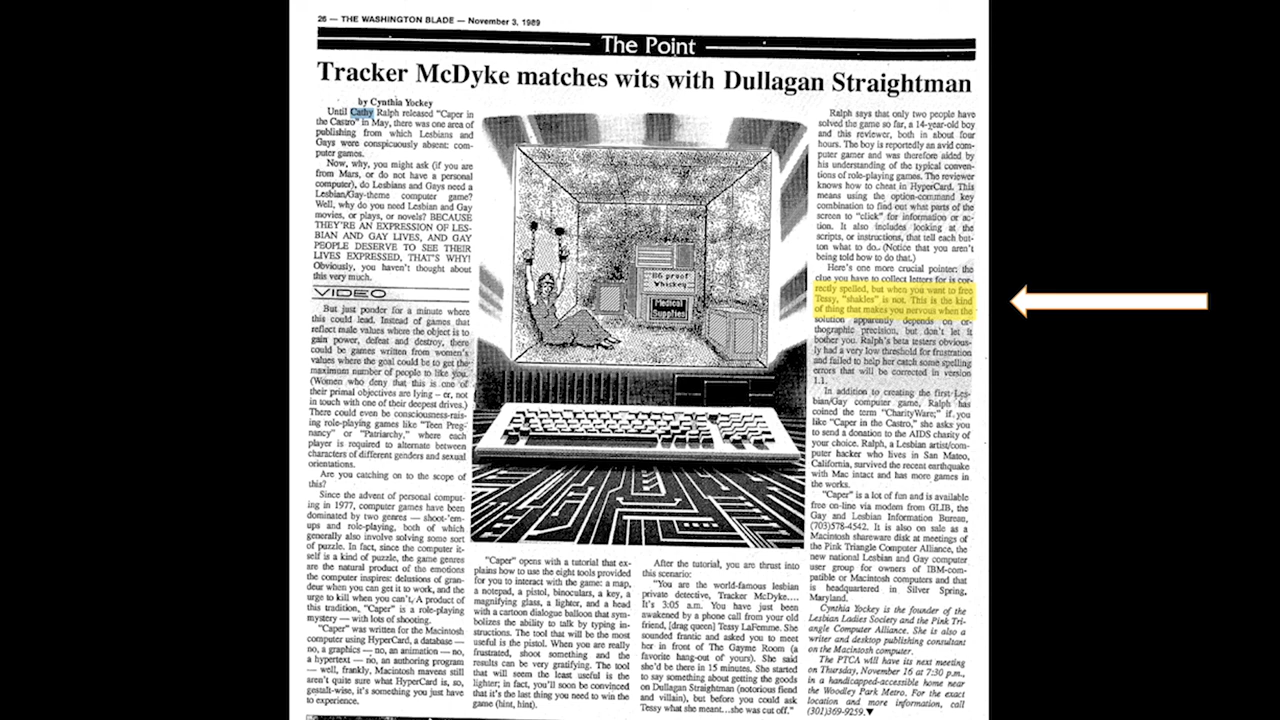 26 — THE WASHINGTON BLADE — November 3, 1989
The Point
Tracker McDyke matches wits with Dullagan Straightman
by Cynthia Yockey
Until Cathy Ralph released "Caper in
the Castro" in May, there was one area of
publishing from which Lesbians and
Gays were conspicuously absent: com-
puter games.
Now, why, you might ask (if you are
from Mars, or do not have a personal
computer), do Lesbians and Gays need a
Lesbian/Gay-theme computer game?
Well, why do you need Lesbian and Gay
movies, or plays, or novels? BECAUSE
THEY'RE AN EXPRESSION OF LES-
BIAN AND GAY LIVES, AND GAY
PEOPLE DESERVE TO SEE THEIR
LIVES EXPRESSED, THAT'S WHY!
Obviously, you haven't thought about
this very much.
VIDEO
But just ponder for a minute where
this could lead. Instead of games that
reflect male values where the object is to
gain power, defeat and destroy, there
could be games written from women's
values where the goal could be to get the
maximum number of people to like you.
(Women who deny that this is one of
their primal objectives are lying – er, not
in touch with one of their deepest drives.)
There could even be consciousness-rais-
ing role-playing games like "Teen Preg-
nancy" or "Patriarchy," where each
player is required to alternate between
characters of different genders and sexual
orientations.
Are you catching on to the scope of
this?
Since the advent of personal comput-
ing in 1977, computer games have been
dominated by two genres — shoot-'em-
ups and role-playing, both of which
generally also involve solving some sort
of puzzle. In fact, since the computer it-
self is a kind of puzzle, the game genres
are the natural product of the emotions
the computer inspires: delusions of gran-
deur when you can get it to work, and the
urge to kill when you can't. A product of
this tradition, "Caper" is a role-playing
mystery — with lots of shooting.
"Caper" was written for the Macintosh
computer using HyperCard, a database —
no, a graphics — no, an animation — no,
a hypertext — no, an authoring program
— well, frankly, Macintosh mavens still
aren't quite sure what HyperCard is, so,
gestalt-wise, it's something you just have
to experience.
86 proof
Whiskey
Medical
Supplies
"Caper" opens with a tutorial that ex-
plains how to use the eight tools provided
for you to interact with the game: a map,
a notepad, a pistol, binoculars, a key, a
magnifying glass, a lighter, and a head
with a cartoon dialogue balloon that sym-
bolizes the ability to talk by typing in-
structions. The tool that will be the most
useful is the pistol. When you are really
frustrated, shoot something and the
results can be very gratifying. The tool
that will seem the least useful is the
lighter; in fact, you'll soon be convinced
that it's the last thing you need to win the
game (hint, hint).
After the tutorial, you are thrust into
this scenario:
"You are the world-famous lesbian
private detective, Tracker McDyke....
It's 3:05 a.m. You have just been
awakened by a phone call from your old
friend, [drag queen] Tessy LaFemme. She
sounded frantic and asked you to meet
her in front of The Gayme Room (a
favorite hang-out of yours). She said
she'd be there in 15 minutes. She started
to say something about getting the goods
on Dullagan Straightman (notorious fiend
and villain), but before you could ask
Tessy what she meant...she was cut off."
Ralph says that only two people have
solved the game so far, a 14-year-old boy
and this reviewer, both in about four
hours. The boy is reportedly an avid com-
puter gamer and was therefore aided by
his understanding of the typical conven-
tions of role-playing games. The reviewer
knows how to cheat in HyperCard. This
means using the option-command key
combination to find out what parts of the
screen to "click" for information or ac-
tion. It also includes looking at the
scripts, or instructions, that tell each but-
ton what to do. (Notice that you aren't
being told how to do that.)
Here's one more crucial pointer: the
clue you have to collect letters for is cor-
rectly spelled, but when you want to free
Tessy, "shakles" is not. This is the kind
of thing that makes you nervous when the
solution apparently depends on or-
thographic precision, but don't let it
bother you. Ralph's beta testers obvious-
ly had a very low threshold for frustration
and failed to help her catch some spelling
errors that will be corrected in version
1.1.
In addition to creating the first Les-
bian/Gay computer game, Ralph has
coined the term "CharityWare;" if you
like "Caper in the Castro," she asks you
to send a donation to the AIDS charity of
your choice. Ralph, a Lesbian artist/com-
puter hacker who lives in San Mateo,
California, survived the recent earthquake
with Mac intact and has more games in
the works.
"Caper" is a lot of fun and is available
free on-line via modem from GLIB, the
Gay and Lesbian Information Bureau,
(703)578-4542. It is also on sale as a
Macintosh shareware disk at meetings of
the Pink Triangle Computer Alliance, the
new national Lesbian and Gay computer
user group for owners of IBM-com-
patible or Macintosh computers and that
is headquartered in Silver Spring,
Maryland.
Cynthia Yockey is the founder of the
Lesbian Ladies Society and the Pink Tri-
angle Computer Alliance. She is also a
writer and desktop publishing consultant
on the Macintosh computer.
The PTCA will have its next meeting
on Thursday, November 16 at 7:30 p.m.,
in a handicapped-accessible home near
the Woodley Park Metro. For the exact
location and more information, call
(301)369-9259.▼